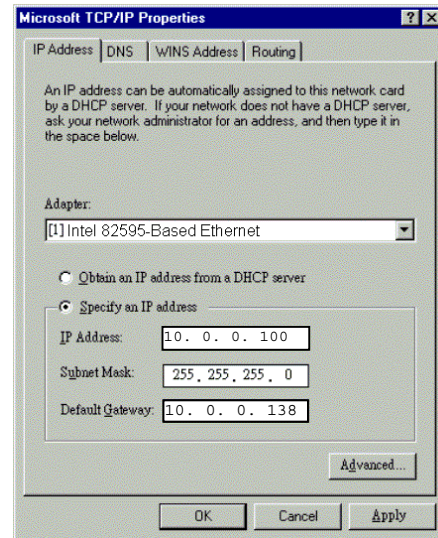 Microsoft TCP/IP Properties
IP Address DNS WINS Address Routing
An IP address can be automatically assigned to this network card
by a DHCP server. If your network does not have a DHCP server,
ask your network administrator for an address, and then type it in
the space below.
Adapter:
[1] Intel 82595-Based Ethernet
Obtain an IP address from a DHCP server
Specify an IP address
IP Address: 10. 0. 0. 100
Subnet Mask: 255. 255. 255. 0
Default Gateway: 10. 0. 0. 138
Advanced...
OK Cancel Apply